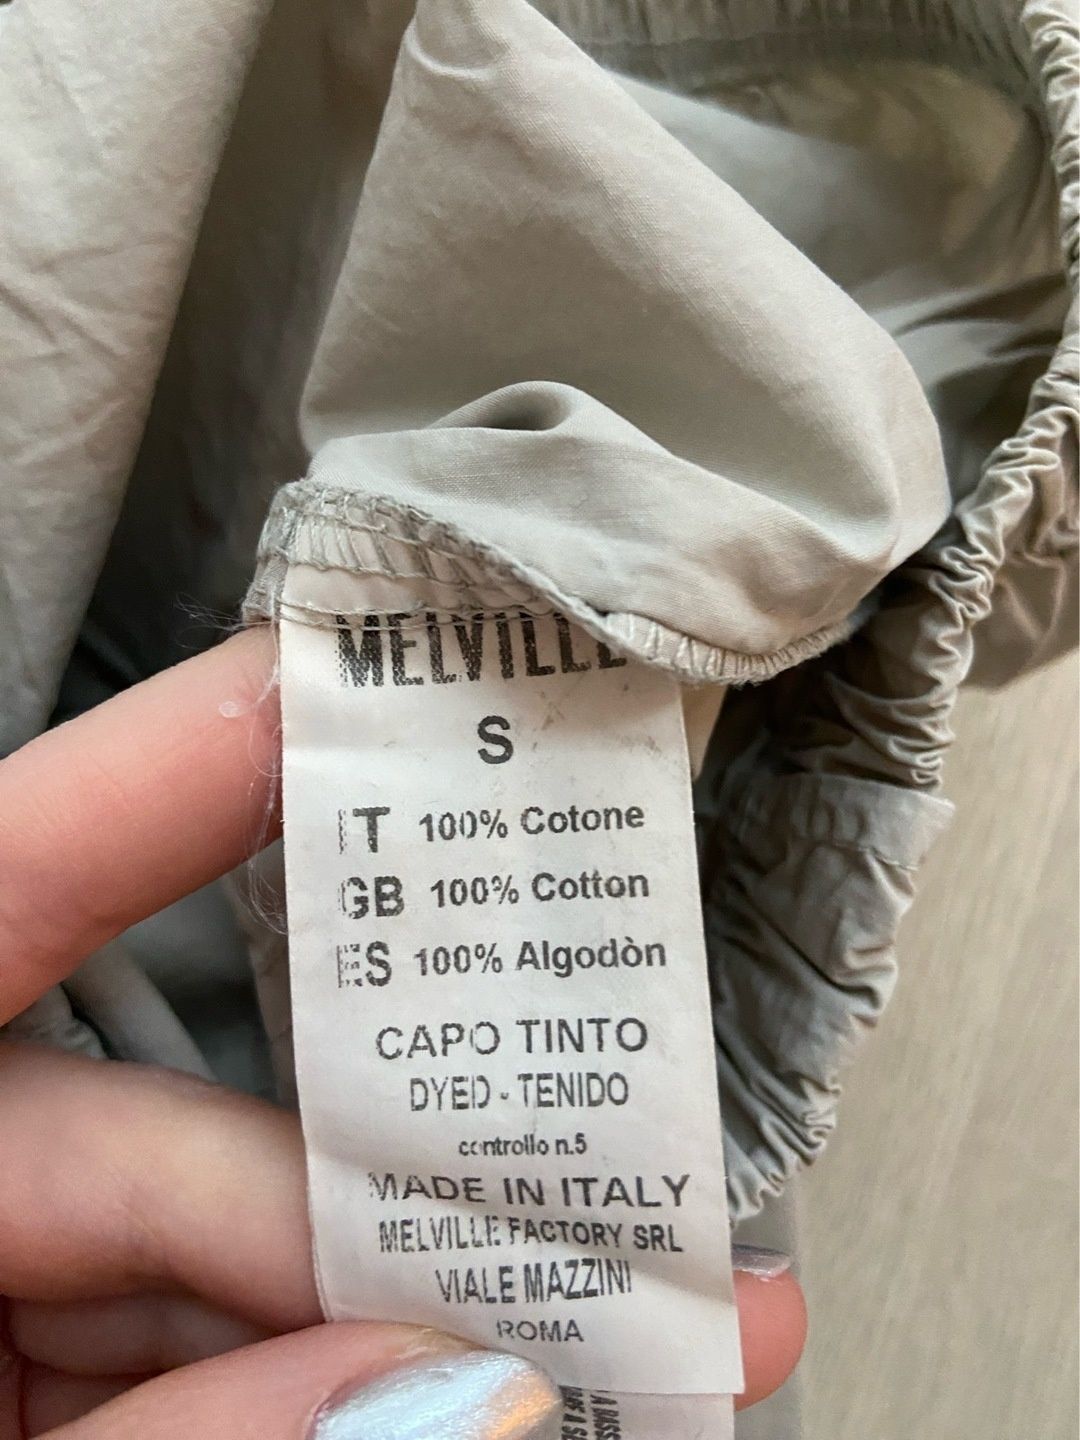 MELVILLE
S
IT 100% Cotone
GB 100% Cotton
ES 100% Algodòn
CAPO TINTO
DYED - TENIDO
controllo n.5
MADE IN ITALY
MELVILLE FACTORY SRL
VIALE MAZZINI
ROMA